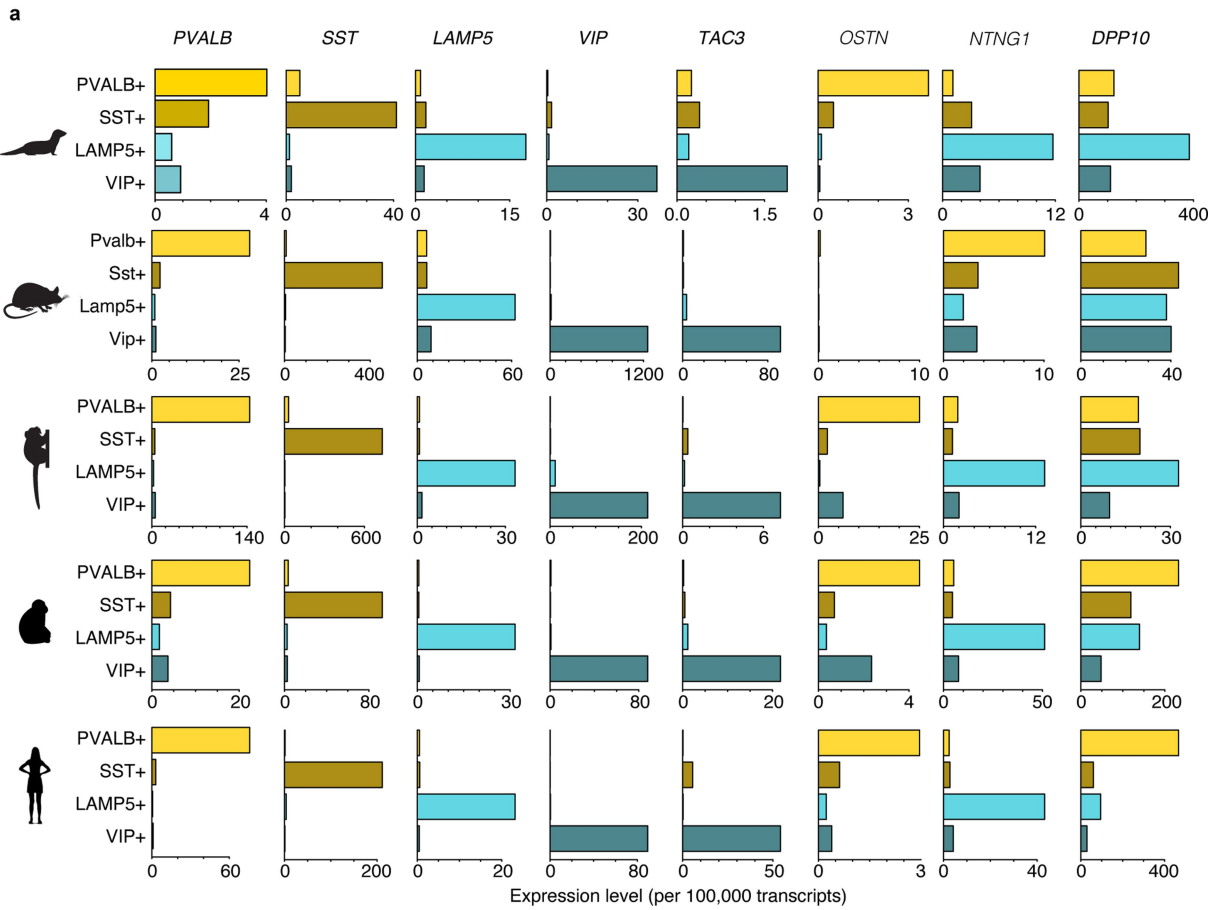 a
PVALB SST LAMP5 VIP TAC3 OSTN NTNG1 DPP10
PVALB+
SST+
LAMP5+
VIP+
0 4 0 40 0 15 0 30 0.0 1.5 0 3 0 12 0 400
Pvalb+
Sst+
Lamp5+
Vip+
0 25 0 400 0 60 0 1200 0 80 0 10 0 10 0 40
PVALB+
SST+
LAMP5+
VIP+
0 140 0 600 0 30 0 200 0 6 0 25 0 12 0 30
PVALB+
SST+
LAMP5+
VIP+
0 20 0 80 0 30 0 80 0 20 0 4 0 50 0 200
PVALB+
SST+
LAMP5+
VIP+
0 60 0 200 0 20 0 80 0 50 0 3 0 40 0 400
Expression level (per 100,000 transcripts)